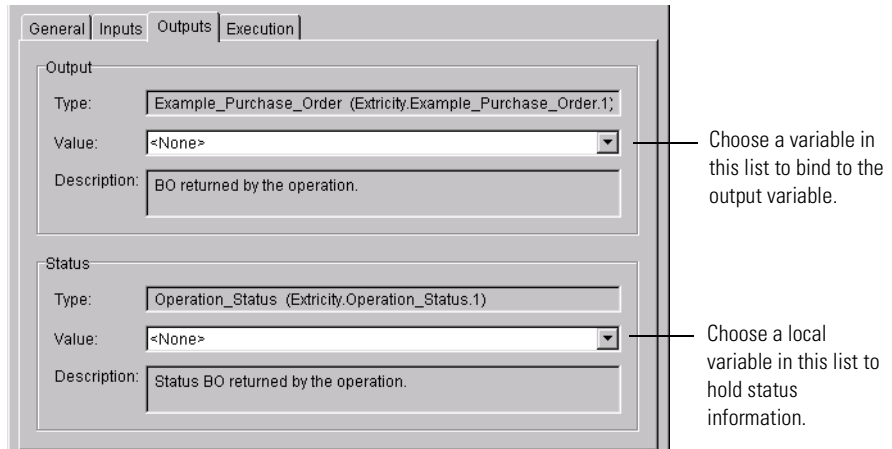 General Inputs Outputs Execution
Output
Type: Example_Purchase_Order (Extricity.Example_Purchase_Order.1)
Value: <None>
Description: BO returned by the operation.
Choose a variable in
this list to bind to the
output variable.
Status
Type: Operation_Status (Extricity.Operation_Status.1)
Value: <None>
Description: Status BO returned by the operation.
Choose a local
variable in this list to
hold status
information.